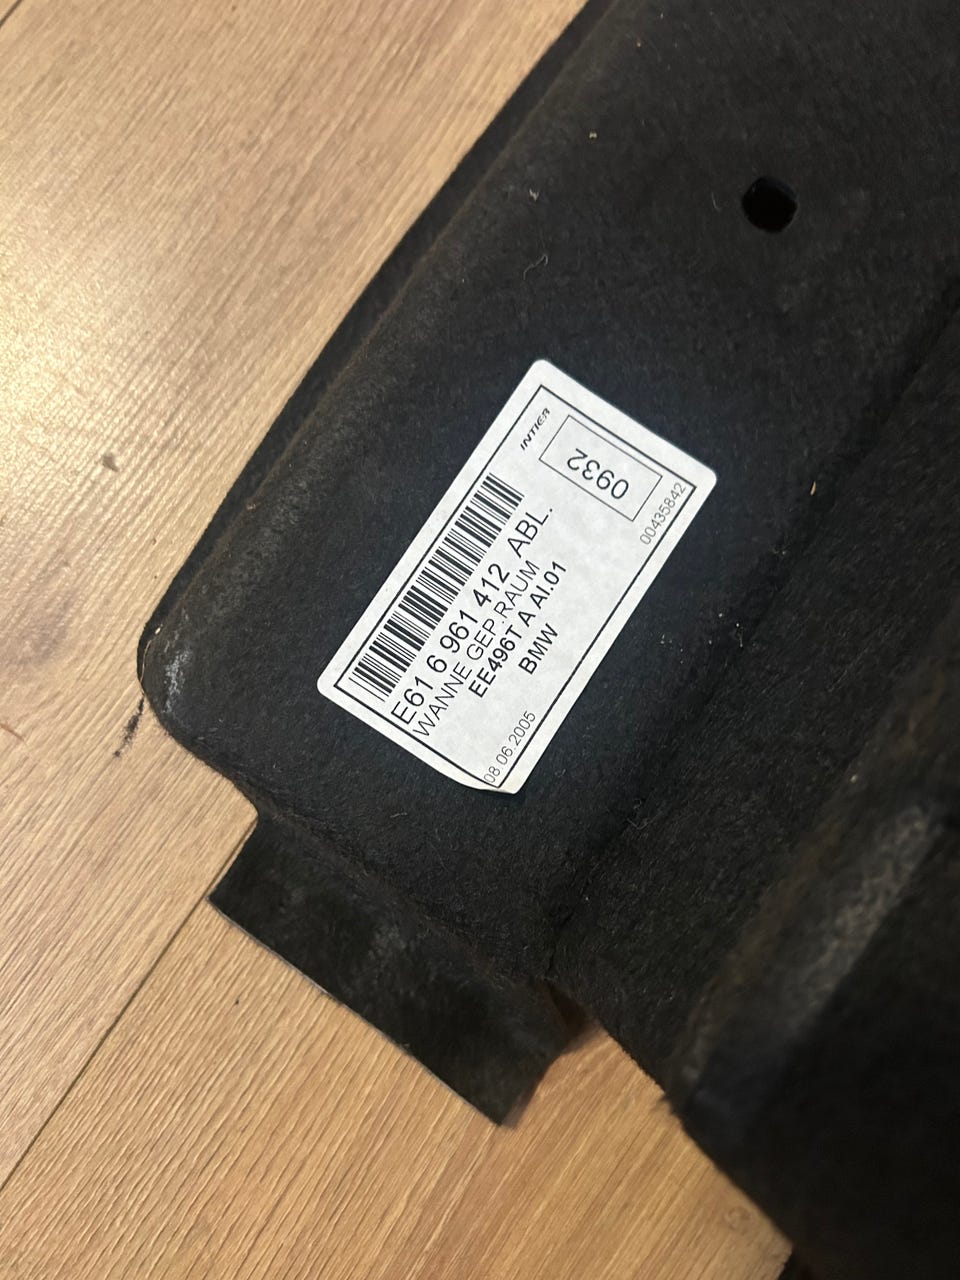 INTIER
0932
E61 6 961 412 ABL.
WANNE GEP.RAUM
EE496T A AI.01
BMW
08.06.2005
00435842